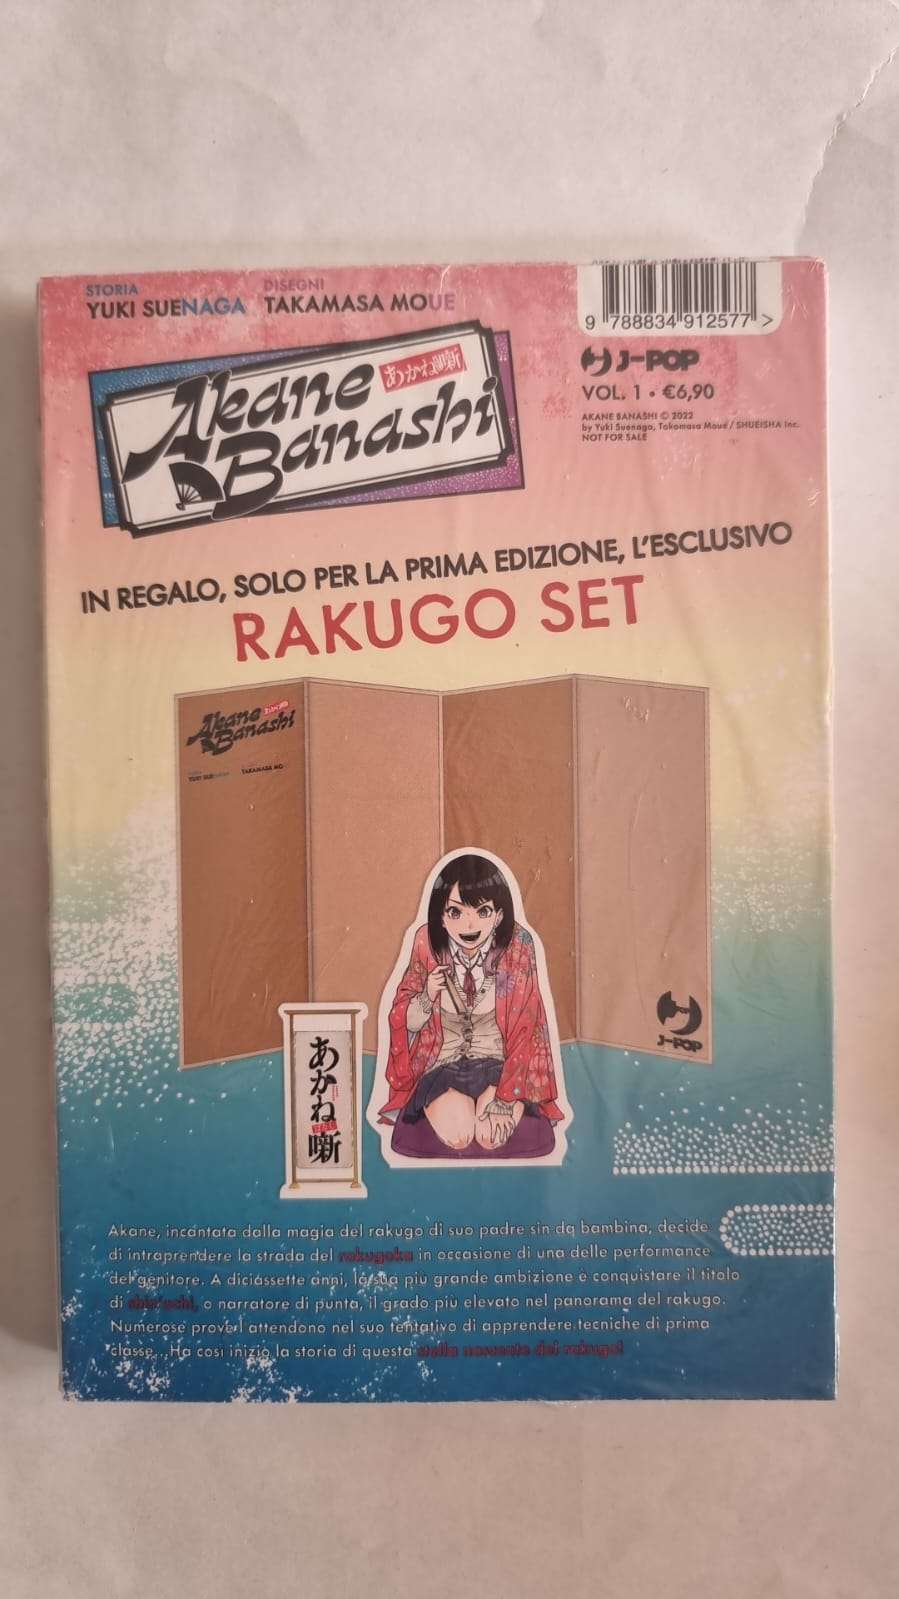 STORIA
YUKI SUENAGA
DISEGNI
TAKAMASA MOUE
9 788834 912577 >
J-POP
VOL. 1 • €6,90
AKANE BANASHI © 2022
by Yuki Suenaga, Takamasa Moue / SHUEISHA Inc.
NOT FOR SALE
Akane
あかね噺
Banashi
IN REGALO, SOLO PER LA PRIMA EDIZIONE, L'ESCLUSIVO
RAKUGO SET
Akane
Banashi
YUKI SUENAGA
TAKAMASA MO
あかね噺
J-POP
Akane, incantata dalla magia del rakugo di suo padre sin da bambina, decide
di intraprendere la strada del rakugoka in occasione di una delle performance
del genitore. A diciassette anni, la sua più grande ambizione è conquistare il titolo
di shin'uchi, o narratore di punta, il grado più elevato nel panorama del rakugo.
Numerose prove l'attendono nel suo tentativo di apprendere tecniche di prima
classe... Ha così inizio la storia di questa stella nascente del rakugo!